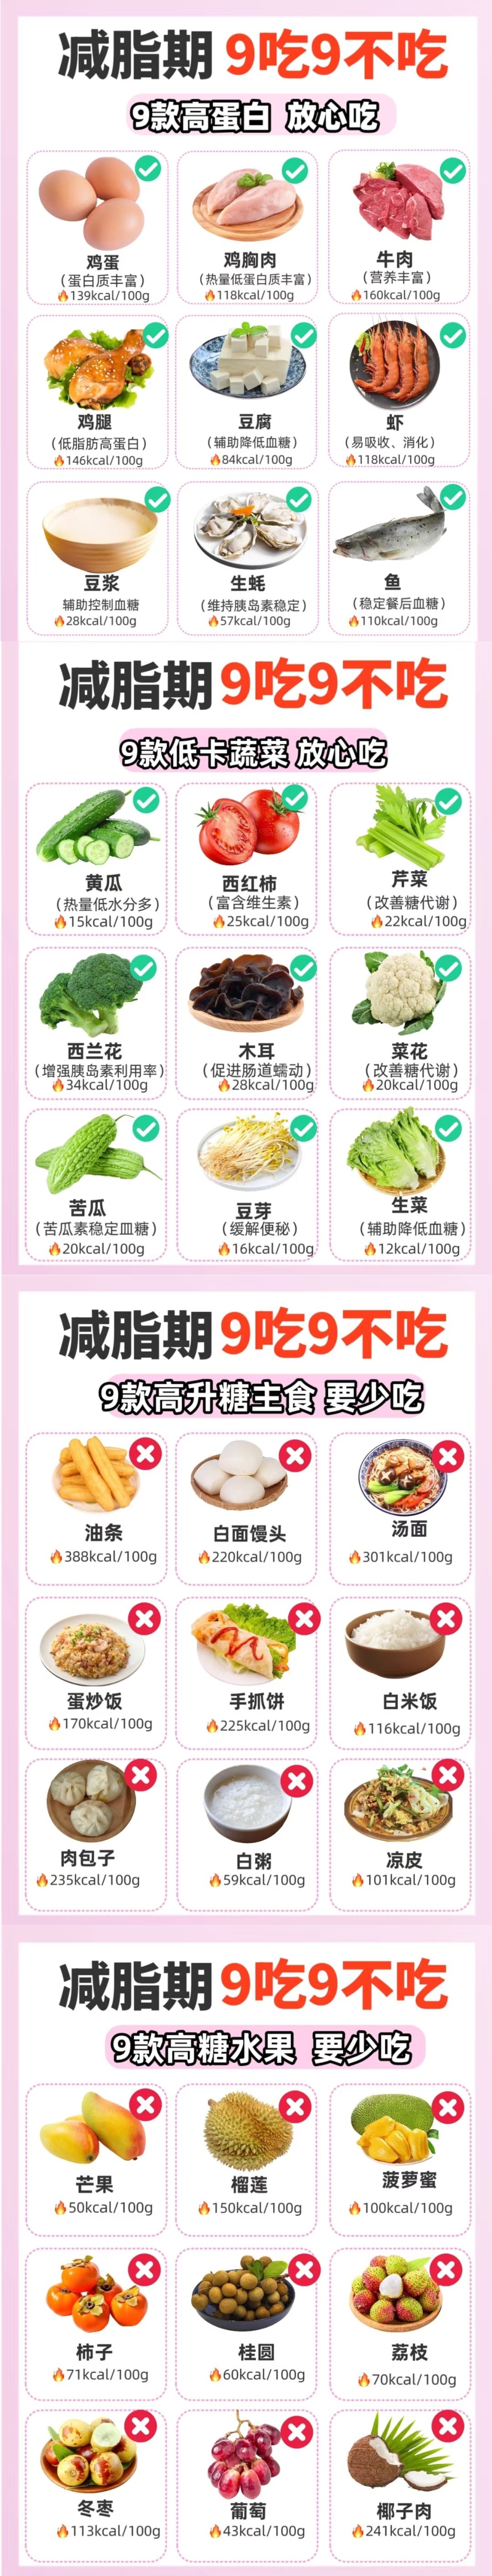 减脂期 9吃9不吃
9款高蛋白 放心吃
鸡蛋
（蛋白质丰富）
139kcal/100g
鸡胸肉
（热量低蛋白质丰富）
118kcal/100g
牛肉
（营养丰富）
160kcal/100g
鸡腿
（低脂肪高蛋白）
146kcal/100g
豆腐
（辅助降低血糖）
84kcal/100g
虾
（易吸收、消化）
118kcal/100g
豆浆
辅助控制血糖
28kcal/100g
生蚝
（维持胰岛素稳定）
57kcal/100g
鱼
（稳定餐后血糖）
110kcal/100g
减脂期 9吃9不吃
9款低卡蔬菜 放心吃
黄瓜
（热量低水分多）
15kcal/100g
西红柿
（富含维生素）
25kcal/100g
芹菜
（改善糖代谢）
22kcal/100g
西兰花
（增强胰岛素利用率）
34kcal/100g
木耳
（促进肠道蠕动）
28kcal/100g
菜花
（改善糖代谢）
20kcal/100g
苦瓜
（苦瓜素稳定血糖）
20kcal/100g
豆芽
（缓解便秘）
16kcal/100g
生菜
（辅助降低血糖）
12kcal/100g
减脂期 9吃9不吃
9款高升糖主食 要少吃
油条
388kcal/100g
白面馒头
220kcal/100g
汤面
301kcal/100g
蛋炒饭
170kcal/100g
手抓饼
225kcal/100g
白米饭
116kcal/100g
肉包子
235kcal/100g
白粥
59kcal/100g
凉皮
101kcal/100g
减脂期 9吃9不吃
9款高糖水果 要少吃
芒果
50kcal/100g
榴莲
150kcal/100g
菠萝蜜
100kcal/100g
柿子
71kcal/100g
桂圆
60kcal/100g
荔枝
70kcal/100g
冬枣
113kcal/100g
葡萄
43kcal/100g
椰子肉
241kcal/100g